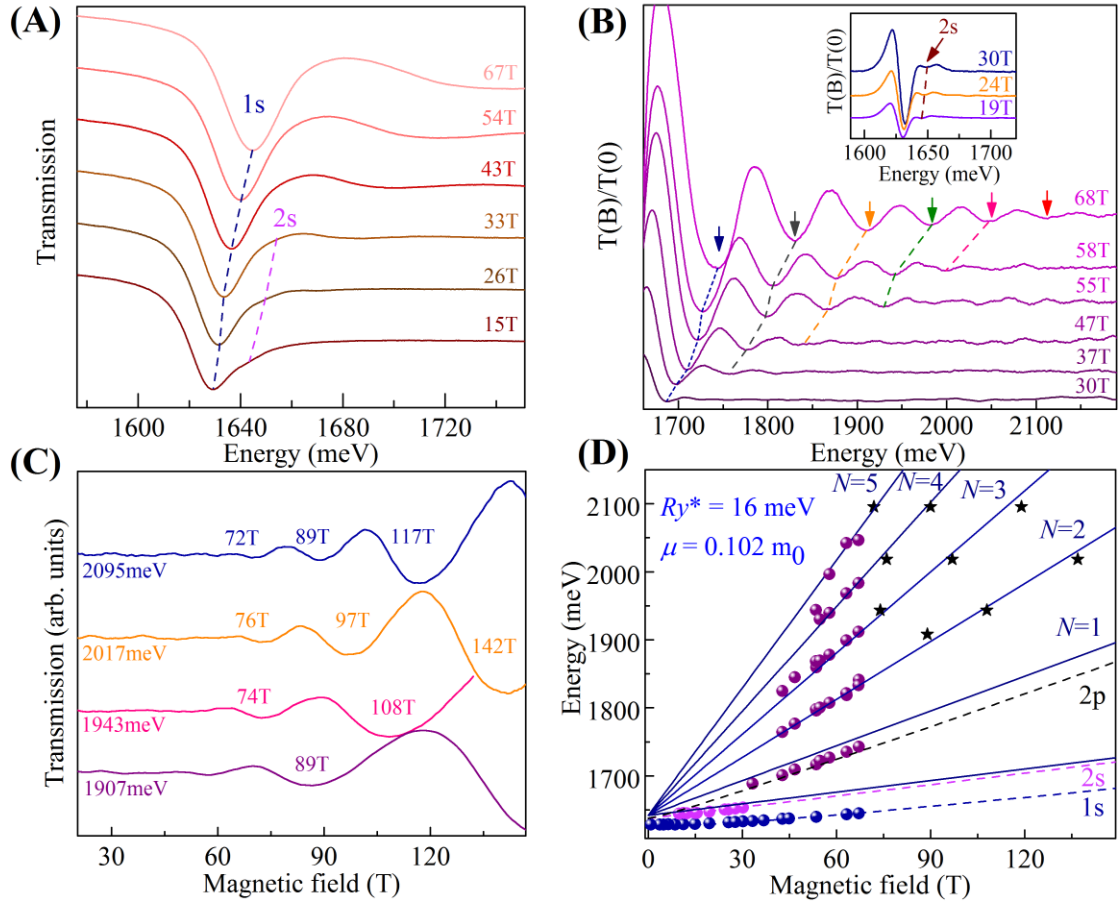 (A)
Transmission
67T
1s
54T
43T
2s
33T
26T
15T
1600 1640 1680 1720
Energy (meV)
(B)
T(B)/T(0)
T(B)/T(0)
2s
30T
24T
19T
1600 1650 1700
Energy (meV)
68T
58T
55T
47T
37T
30T
1700 1800 1900 2000 2100
Energy (meV)
(C)
Transmission (arb. units)
72T 89T 117T
2095meV
76T 97T
2017meV
142T
74T 108T
1943meV
89T
1907meV
30 60 90 120
Magnetic field (T)
(D)
Energy (meV)
2100
2000
1900
1800
1700
Ry* = 16 meV
μ = 0.102 m₀
N=5
N=4
N=3
N=2
N=1
2p
2s
1s
0 30 60 90 120
Magnetic field (T)